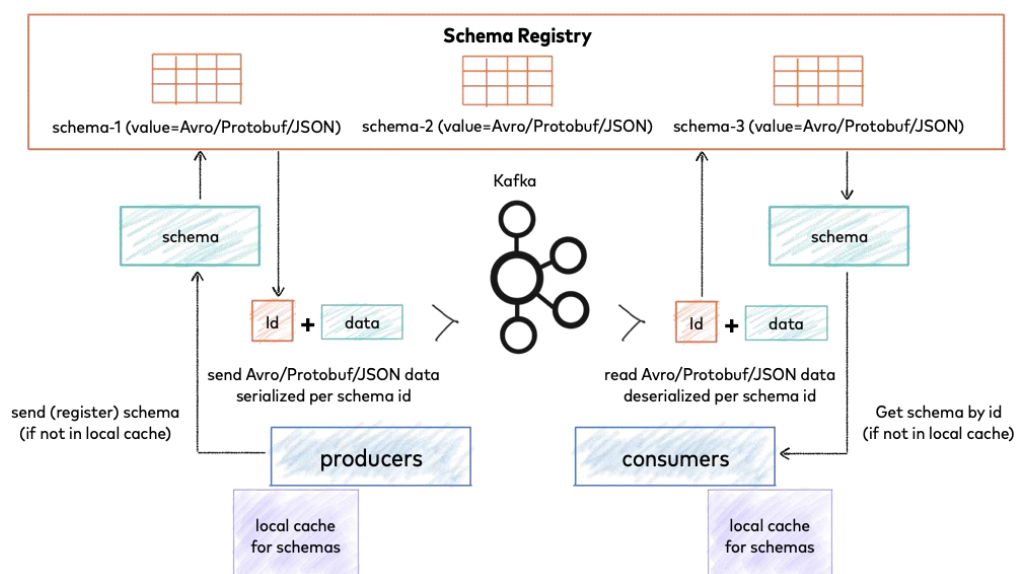 Schema Registry
schema-1 (value=Avro/Protobuf/JSON)
schema-2 (value=Avro/Protobuf/JSON)
schema-3 (value=Avro/Protobuf/JSON)
Kafka
schema
schema
Id + data
Id + data
send Avro/Protobuf/JSON data
serialized per schema id
read Avro/Protobuf/JSON data
deserialized per schema id
send (register) schema
(if not in local cache)
Get schema by id
(if not in local cache)
producers
consumers
local cache
for schemas
local cache
for schemas